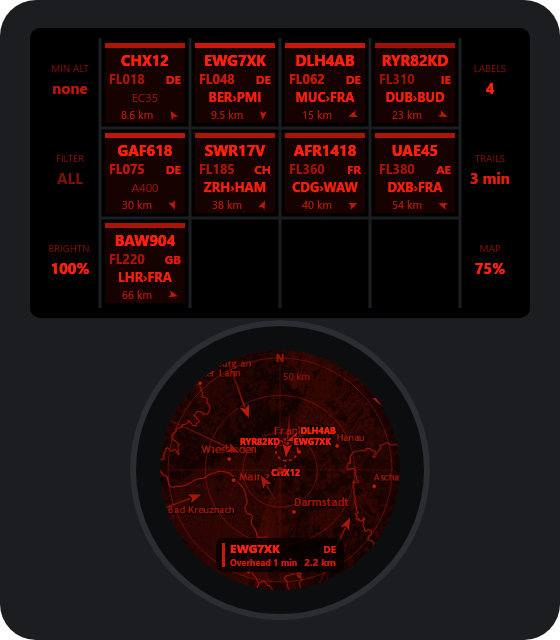 MIN ALT
none
CHX12
FL018 DE
EC35
8.6 km
EWG7XK
FL048 DE
BER›PMI
9.5 km
DLH4AB
FL062 DE
MUC›FRA
15 km
RYR82KD
FL310 IE
DUB›BUD
23 km
LABELS
4
FILTER
ALL
GAF618
FL075 DE
A400
30 km
SWR17V
FL185 CH
ZRH›HAM
38 km
AFR1418
FL360 FR
CDG›WAW
40 km
UAE45
FL380 AE
DXB›FRA
54 km
TRAILS
3 min
BRIGHTN.
100%
BAW904
FL220 GB
LHR›FRA
66 km
MAP
75%
N
50 km
DLH4AB
RYR82KD EWG7XK
Hanau
CHX12
Darmstadt
Bad Kreuznach
EWG7XK DE
Overhead 1 min 2.2 km